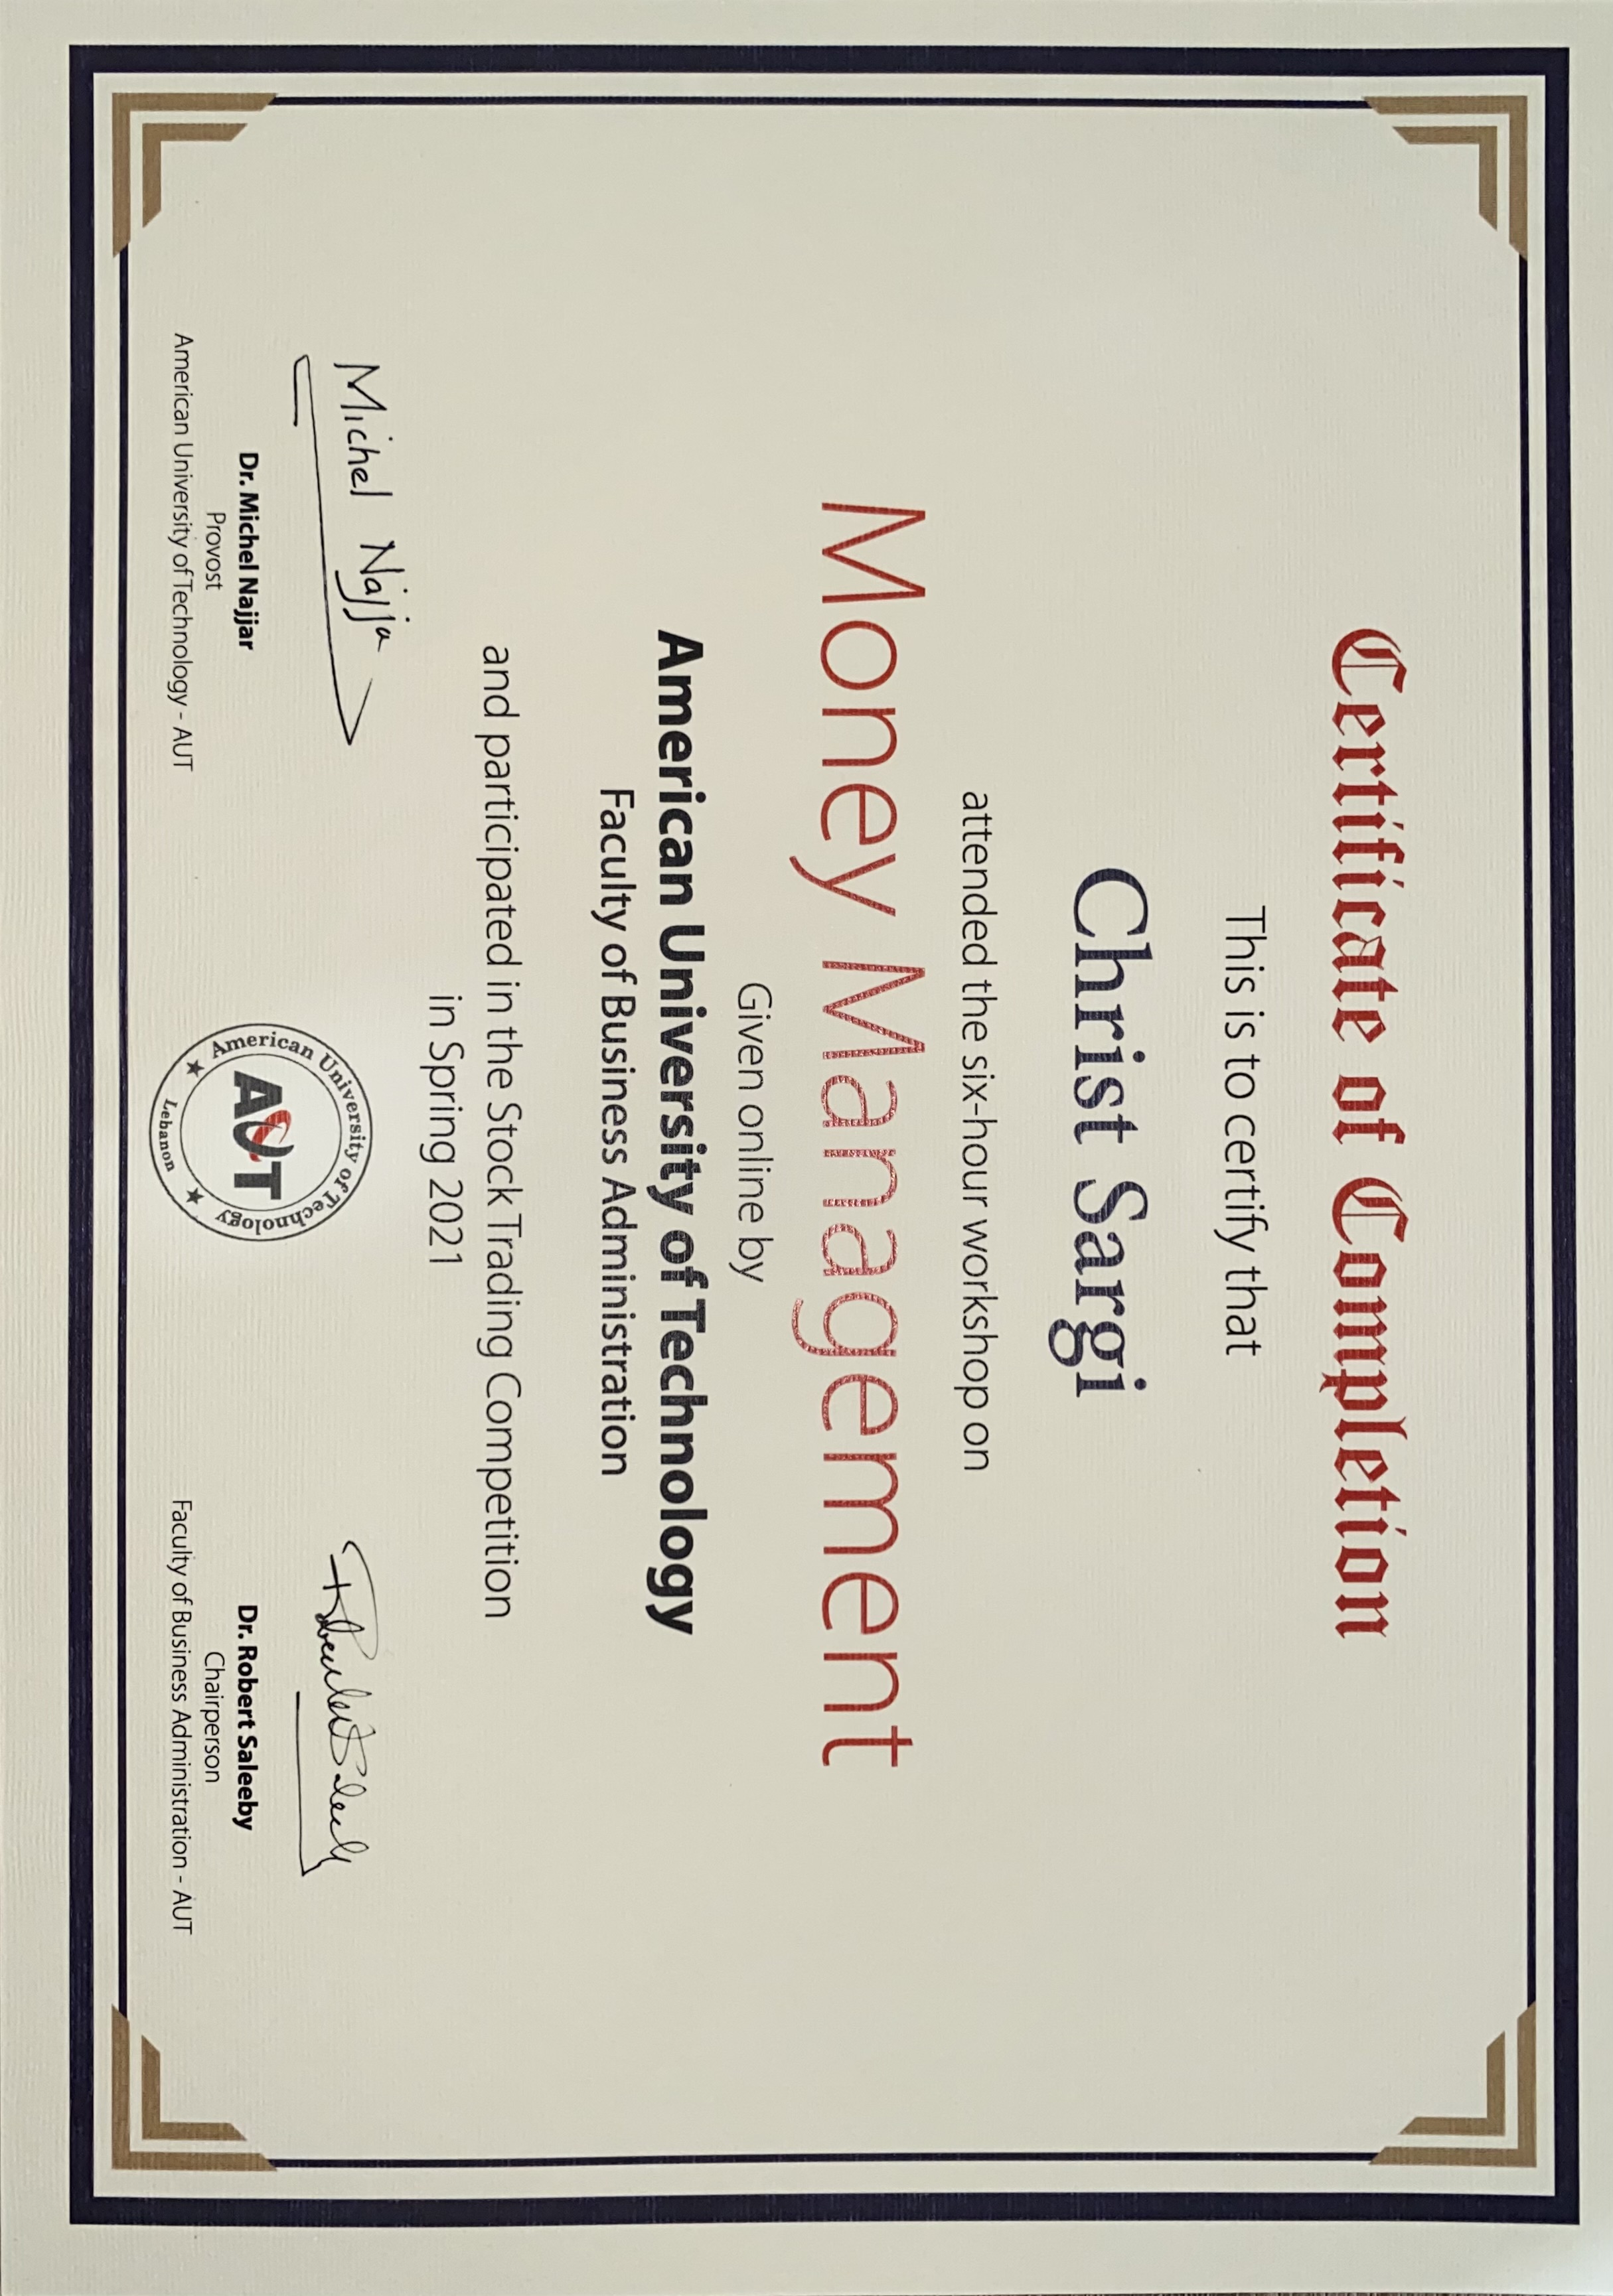 Certificate of Completion
This is to certify that
Christ Sargi
attended the six-hour workshop on
Money Management
Given online by
American University of Technology
Faculty of Business Administration
and participated in the Stock Trading Competition
in Spring 2021
Michel Najja
Dr. Michel Najjar
Provost
American University of Technology - AUT
American University of Technology
AUT
Lebanon
Robert Saleeby
Dr. Robert Saleeby
Chairperson
Faculty of Business Administration - AUT